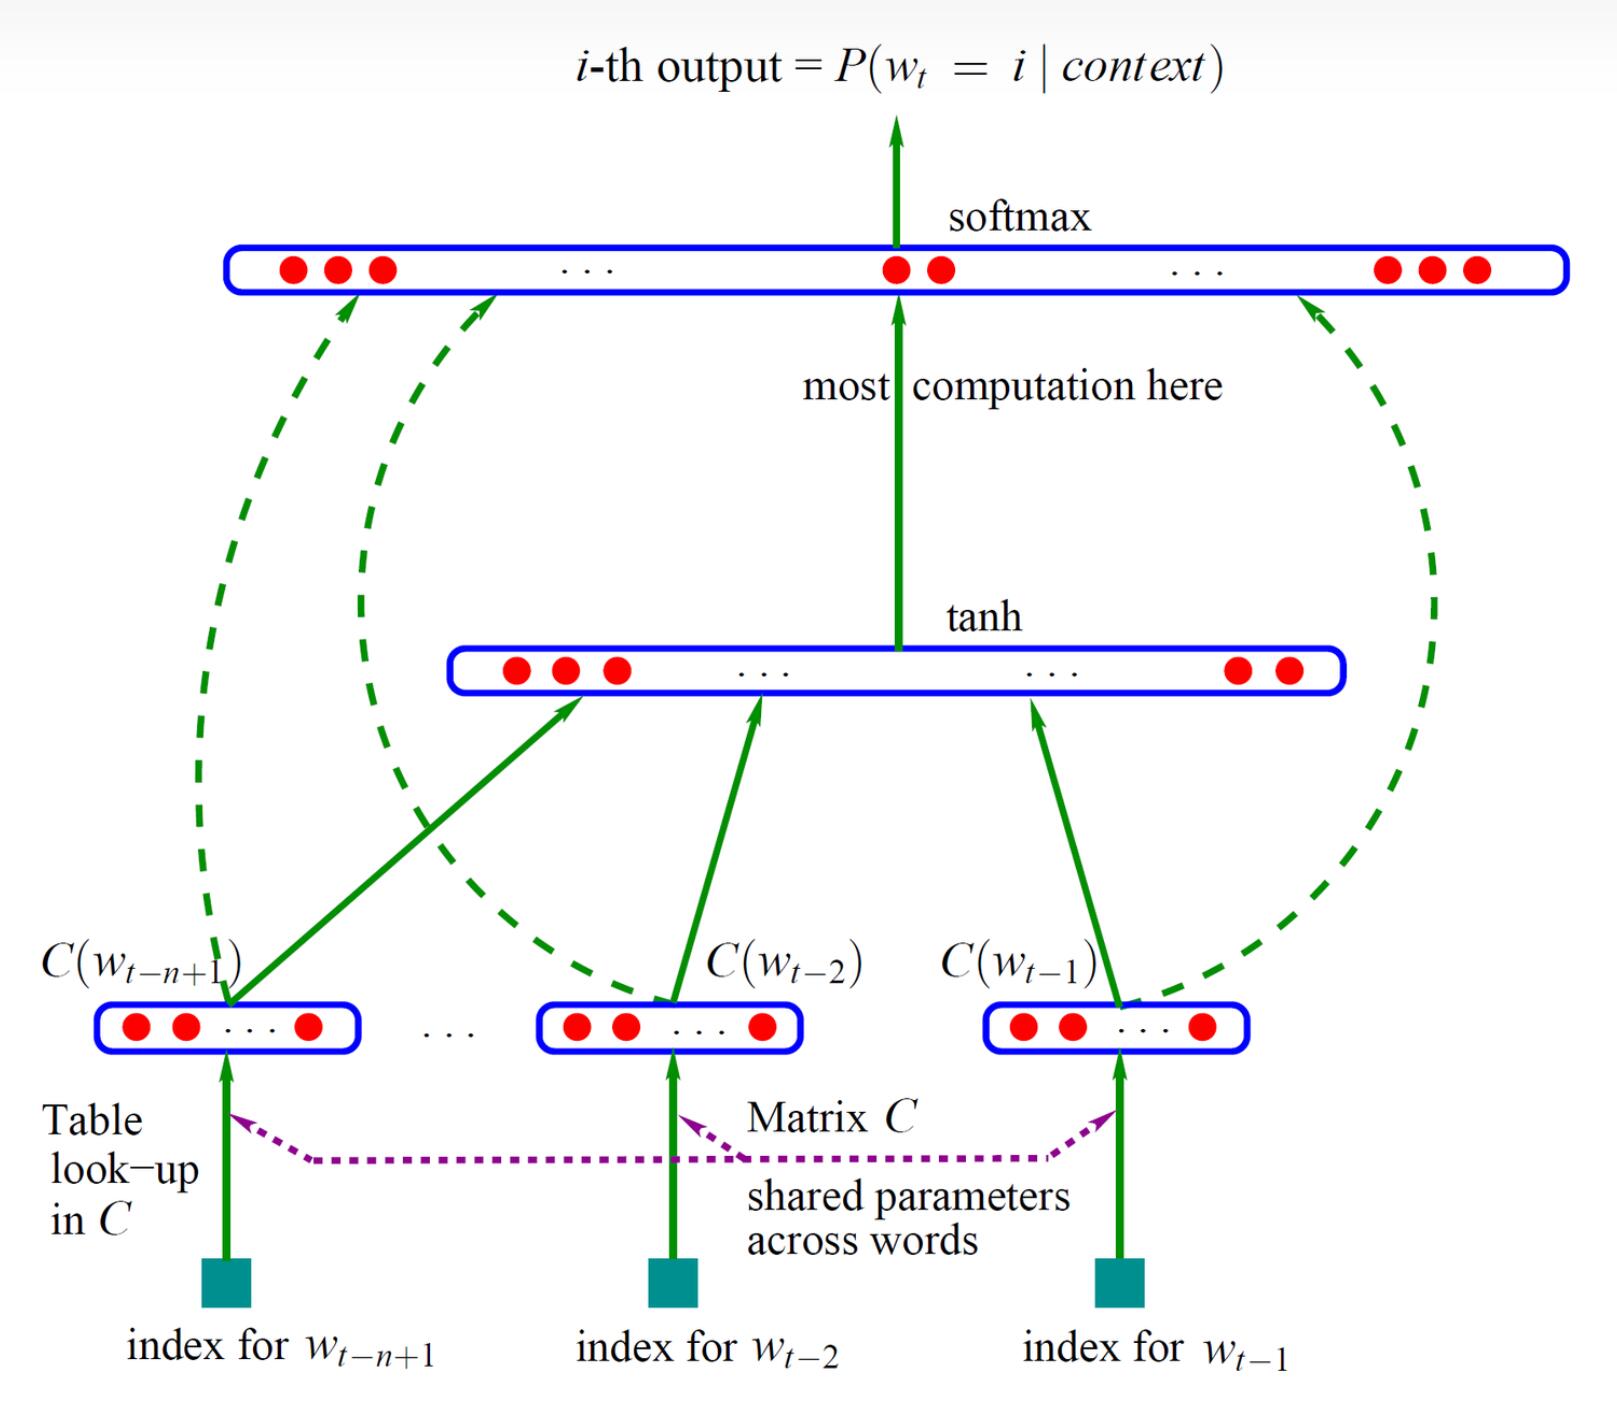 i-th output = P(w_t = i | context)
softmax
. . .
. . .
most computation here
tanh
. . .
. . .
C(w_{t−n+1})
C(w_{t−2})
C(w_{t−1})
. . .
. . .
. . .
. . .
Table
look−up
in C
Matrix C
shared parameters
across words
index for w_{t−n+1}
index for w_{t−2}
index for w_{t−1}